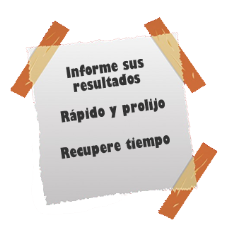 Informe sus
resultados
Rápido y prolijo
Recupere tiempo